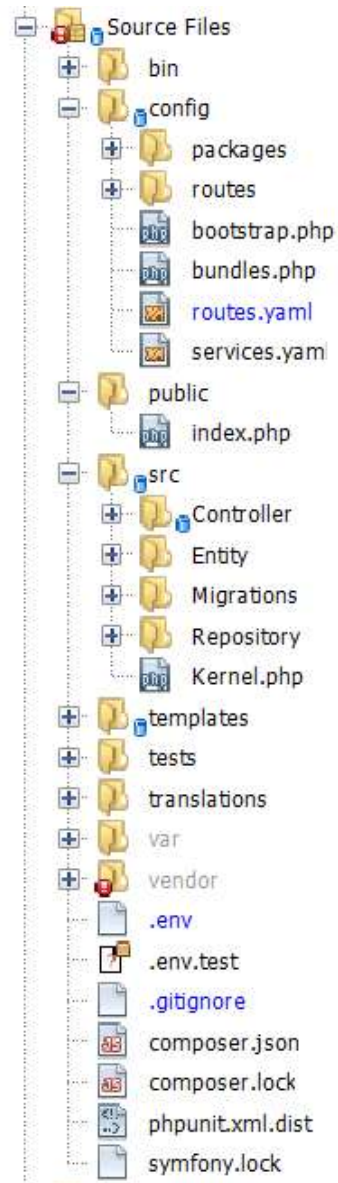 Source Files
bin
config
packages
routes
bootstrap.php
bundles.php
routes.yaml
services.yaml
public
index.php
src
Controller
Entity
Migrations
Repository
Kernel.php
templates
tests
translations
var
vendor
.env
.env.test
.gitignore
composer.json
composer.lock
phpunit.xml.dist
symfony.lock